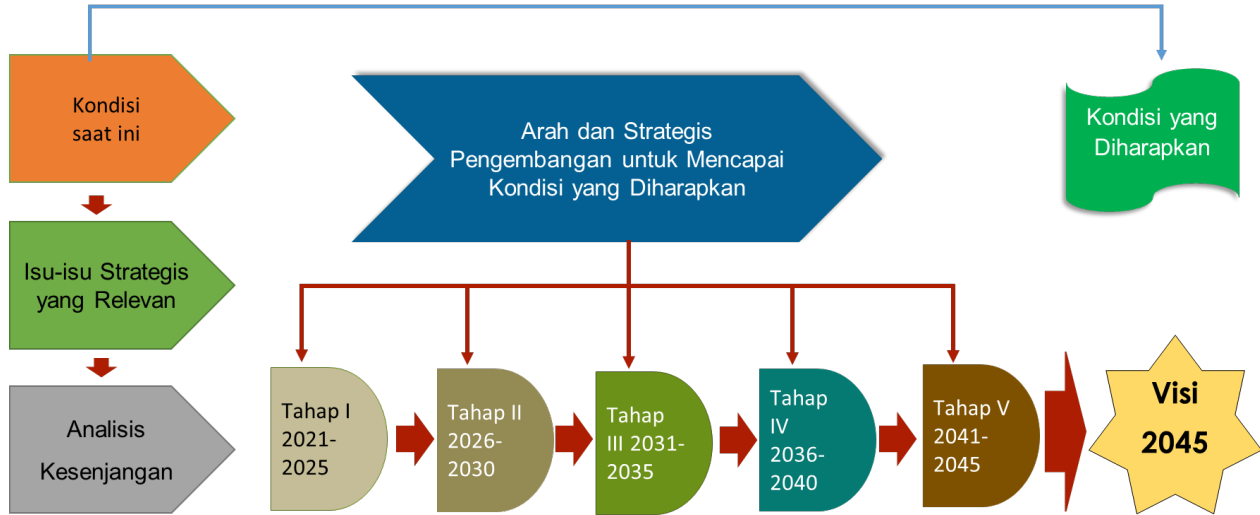 Kondisi
saat ini
Isu-isu Strategis
yang Relevan
Analisis
Kesenjangan
Arah dan Strategis
Pengembangan untuk Mencapai
Kondisi yang Diharapkan
Kondisi yang
Diharapkan
Tahap I
2021-
2025
Tahap II
2026-
2030
Tahap
III 2031-
2035
Tahap
IV
2036-
2040
Tahap V
2041-
2045
Visi
2045